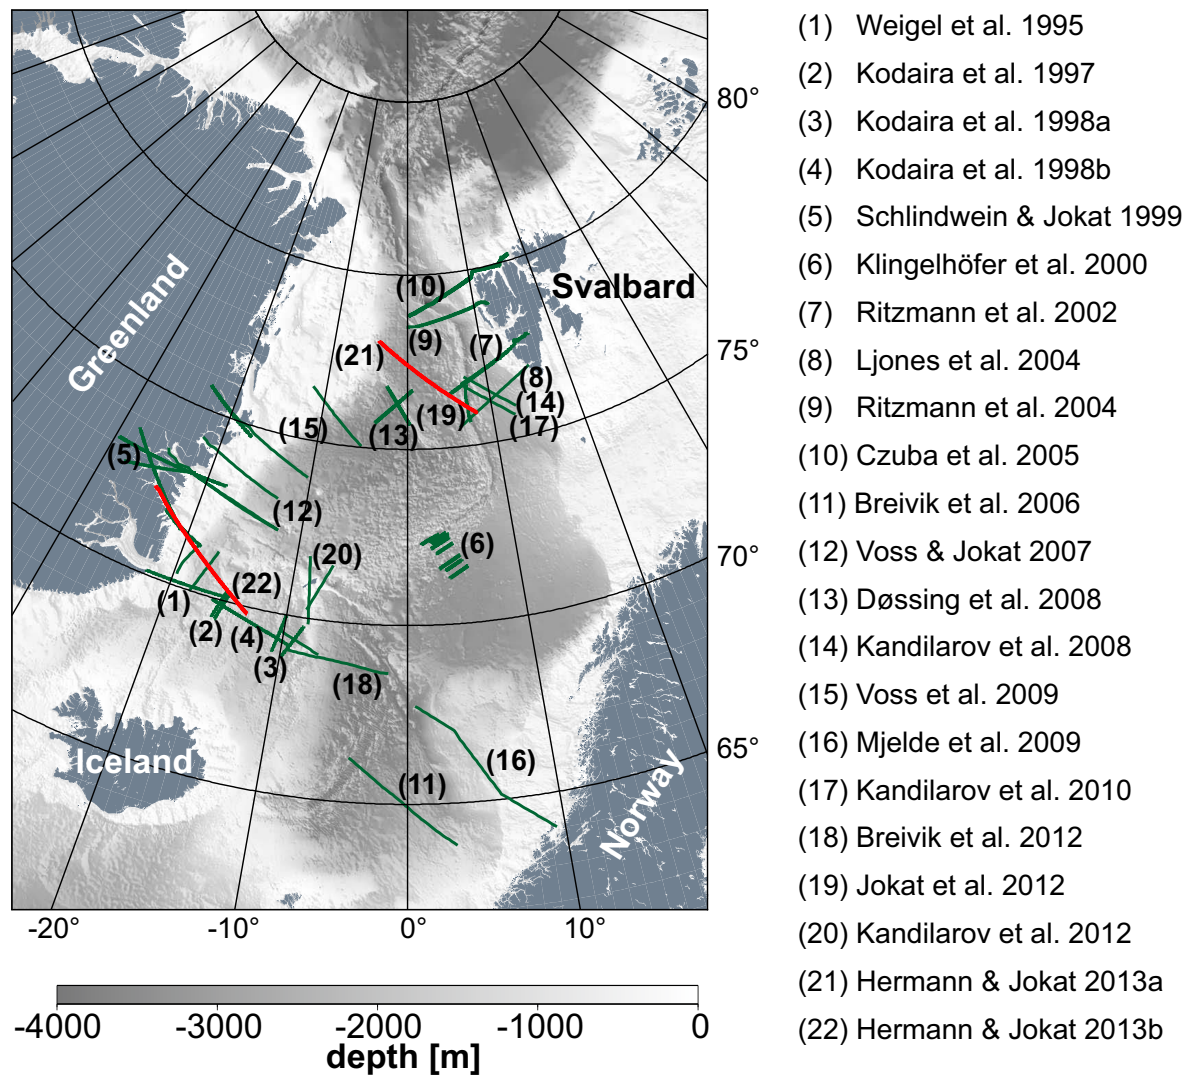 80°
75°
70°
65°
-20°
-10°
0°
10°
Greenland
Svalbard
Iceland
Norway
(10)
(9)
(7)
(21)
(8)
(14)
(19)
(17)
(15)
(13)
(5)
(12)
(6)
(20)
(22)
(1)
(2)
(4)
(3)
(18)
(16)
(11)
-4000 -3000 -2000 -1000 0
depth [m]
(1) Weigel et al. 1995
(2) Kodaira et al. 1997
(3) Kodaira et al. 1998a
(4) Kodaira et al. 1998b
(5) Schlindwein & Jokat 1999
(6) Klingelhöfer et al. 2000
(7) Ritzmann et al. 2002
(8) Ljones et al. 2004
(9) Ritzmann et al. 2004
(10) Czuba et al. 2005
(11) Breivik et al. 2006
(12) Voss & Jokat 2007
(13) Døssing et al. 2008
(14) Kandilarov et al. 2008
(15) Voss et al. 2009
(16) Mjelde et al. 2009
(17) Kandilarov et al. 2010
(18) Breivik et al. 2012
(19) Jokat et al. 2012
(20) Kandilarov et al. 2012
(21) Hermann & Jokat 2013a
(22) Hermann & Jokat 2013b